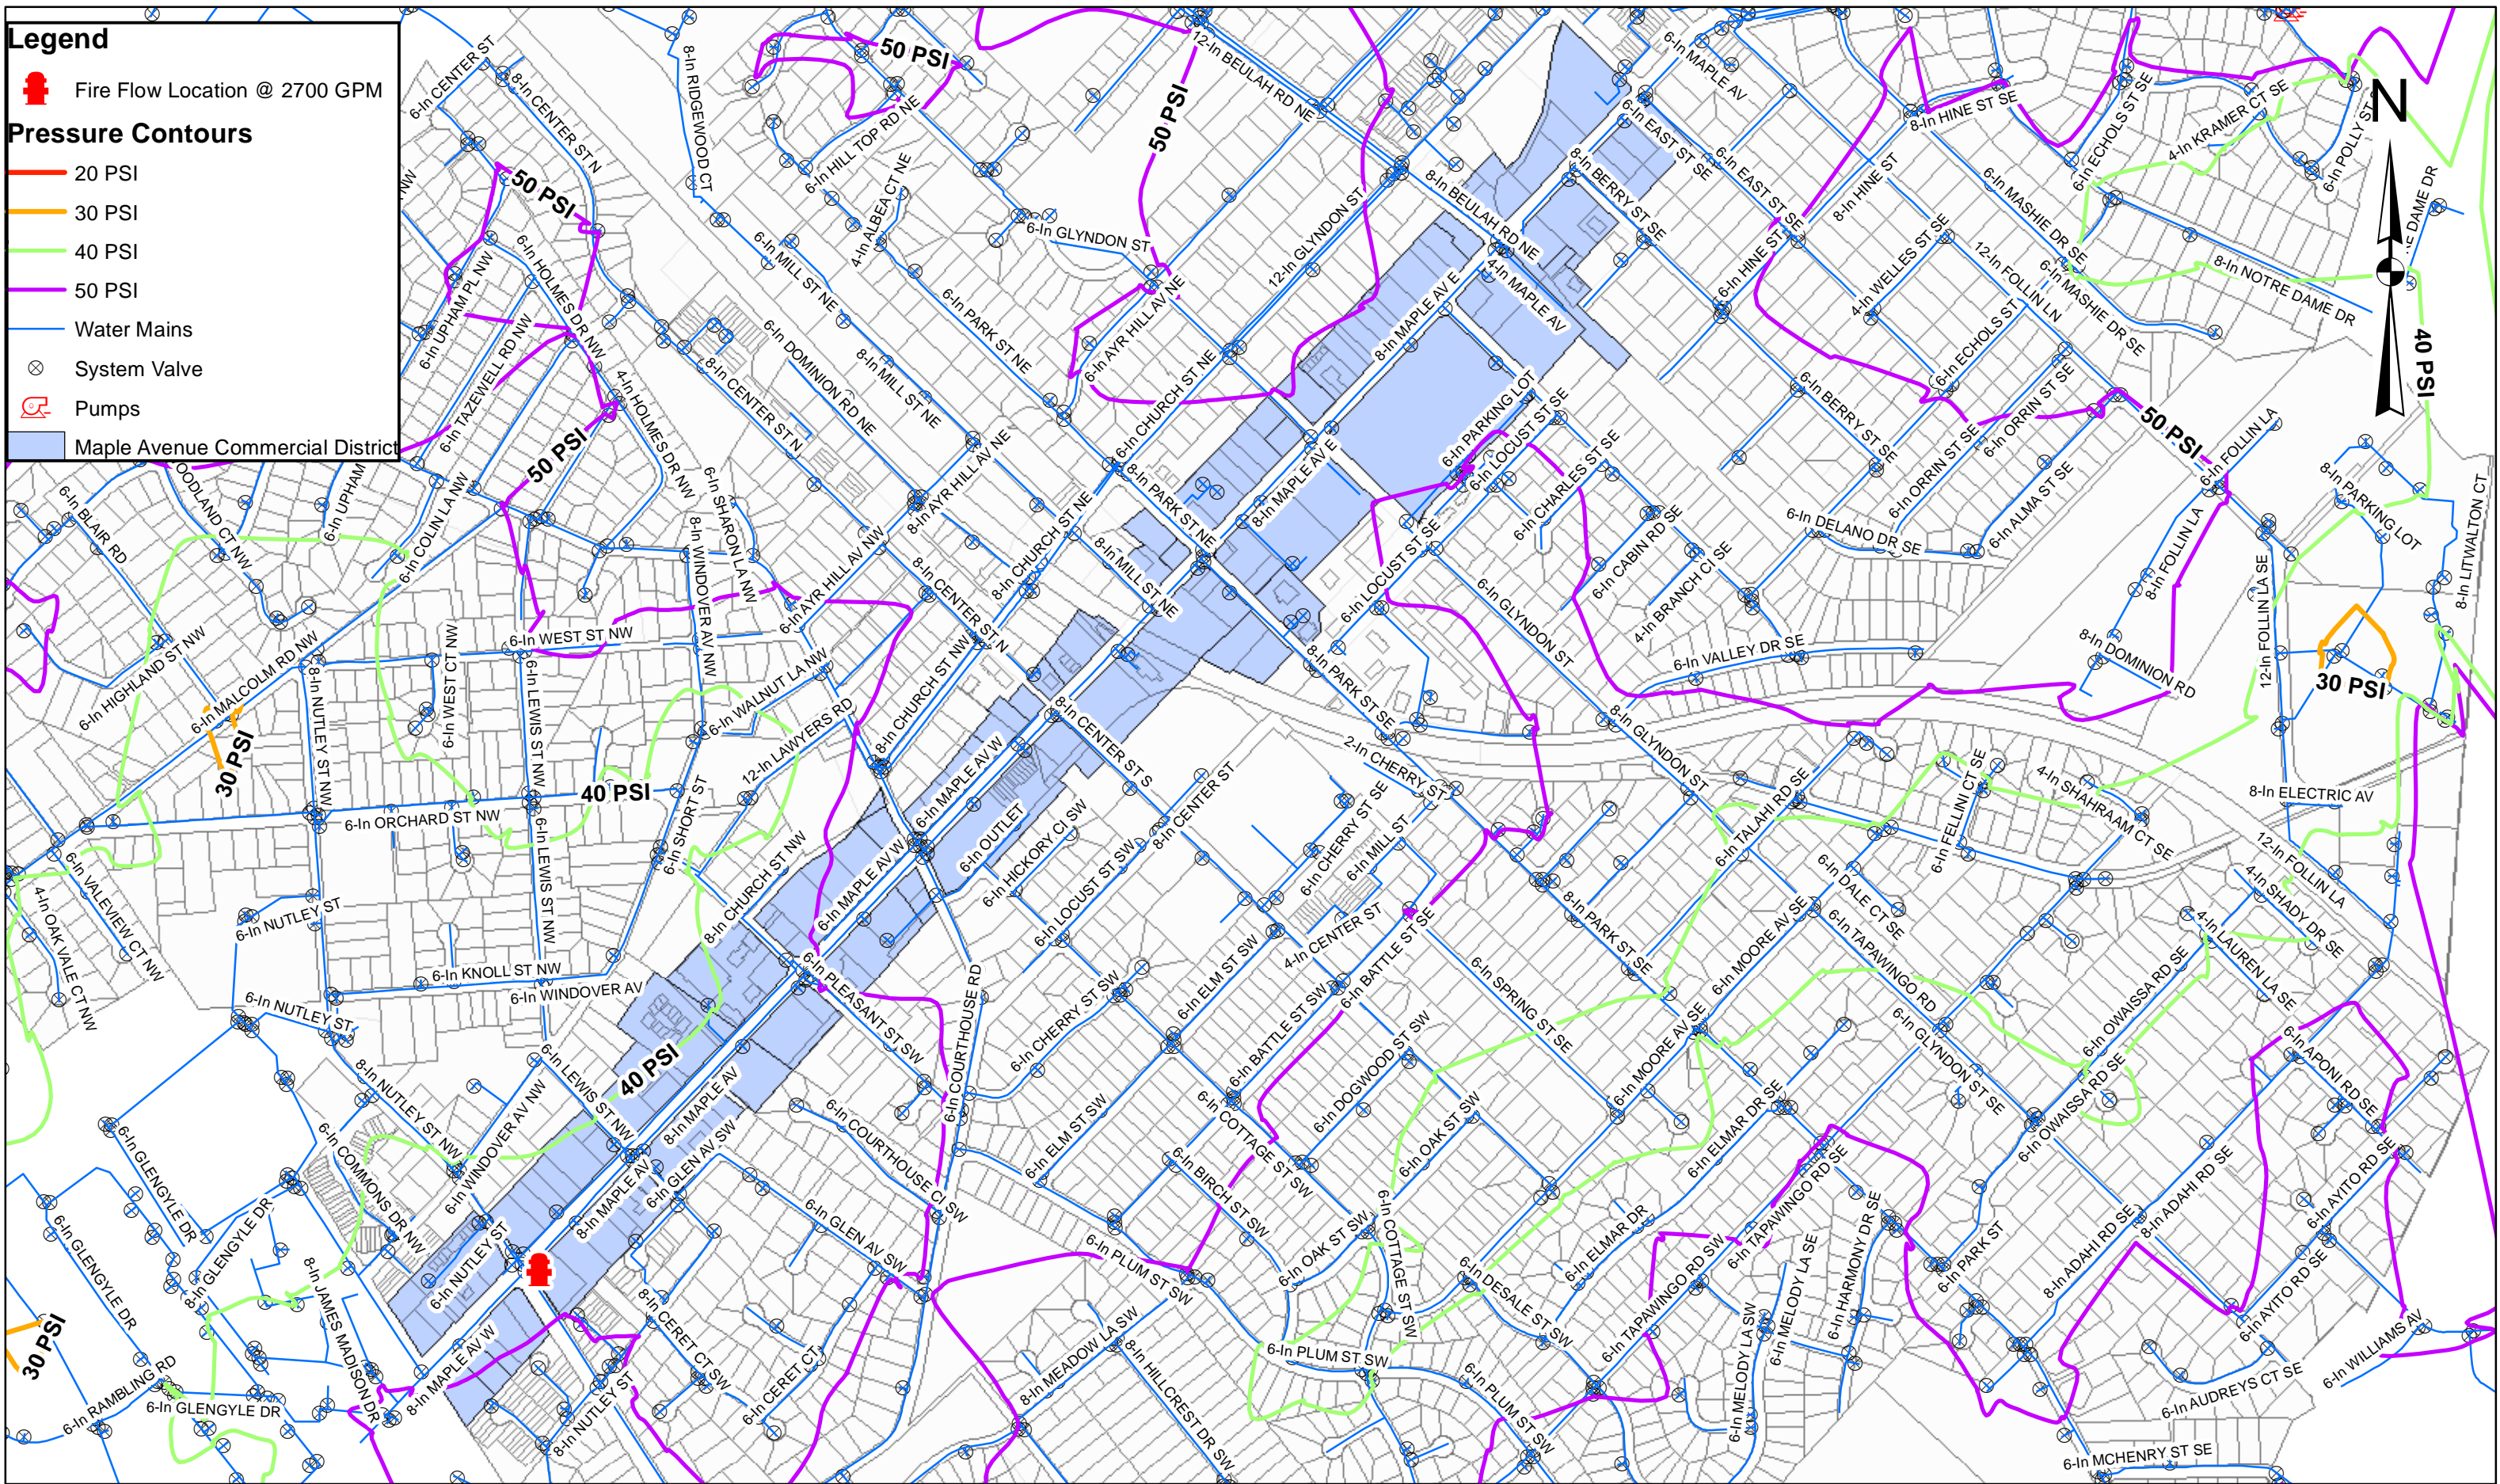 Legend
Fire Flow Location @ 2700 GPM
Pressure Contours
20 PSI
30 PSI
40 PSI
50 PSI
Water Mains
System Valve
Pumps
Maple Avenue Commercial District
N
6-In CENTER ST
8-In CENTER ST N
8-In RIDGEWOOD CT
50 PSI
6-In HILL TOP RD NE
4-In ALBEA CT NE
6-In GLYNDON ST
50 PSI
12-In BEULAH RD NE
6-In MAPLE AV
6-In EAST ST SE
6-In EAST ST SE
8-In HINE ST SE
8-In HINE ST
6-In ECHOLS ST SE
4-In KRAMER CT SE
6-In POLLY ST S
E DAME DR
50 PSI
NW
6-In HOLMES DR NW
6-In UPHAM PL NW
6-In TAZEWELL RD NW
6-In MILL ST NE
6-In PARK ST NE
6-In AYR HILL AV NE
12-In GLYNDON ST
8-In BEULAH RD NE
8-In BERRY ST SE
4-In MAPLE AV
8-In MAPLE AV E
6-In HINE ST SE
4-In WELLES ST SE
12-In FOLLIN LN
6-In MASHIE DR SE
6-In MASHIE DR SE
8-In NOTRE DAME DR
40 PSI
6-In DOMINION RD NE
8-In MILL ST NE
8-In CENTER ST N
4-In HOLMES DR NW
50 PSI
6-In SHARON LA NW
8-In WINDOVER AV NW
8-In AYR HILL AV NE
6-In AYR HILL AV NW
6-In CHURCH ST NE
8-In PARK ST NE
8-In MAPLE AV E
6-In PARKING LOT
6-In LOCUST ST SE
6-In CHARLES ST SE
6-In BERRY ST SE
6-In ECHOLS ST
6-In ORRIN ST SE
6-In ORRIN ST SE
6-In ALMA ST SE
6-In DELANO DR SE
50 PSI
6-In FOLLIN LA
8-In FOLLIN LA
8-In PARKING LOT
8-In LITWALTON CT
6-In BLAIR RD
OODLAND CT NW
6-In UPHAM
6-In COLIN LA NW
6-In HIGHLAND ST NW
6-In MALCOLM RD NW
30 PSI
8-In NUTLEY ST NW
6-In WEST CT NW
6-In WEST ST NW
6-In LEWIS ST NW
6-In WALNUT LA NW
12-In LAWYERS RD
8-In CENTER ST N
8-In CHURCH ST NE
8-In MILL ST NE
8-In CHURCH ST NW
6-In LOCUST ST SE
6-In CABIN RD SE
4-In BRANCH CI SE
6-In GLYNDON ST
6-In VALLEY DR SE
8-In DOMINION RD
12-In FOLLIN LA SE
30 PSI
40 PSI
6-In ORCHARD ST NW
6-In LEWIS ST NW
6-In SHORT ST
6-In MAPLE AV W
8-In CENTER ST S
8-In PARK ST SE
2-In CHERRY ST
8-In GLYNDON ST
6-In TALAHI RD SE
6-In FELLINI CT SE
4-In SHAHRAAM CT SE
8-In ELECTRIC AV
12-In FOLLIN LA
6-In VALEVIEW CT NW
4-In OAK VALE CT NW
6-In NUTLEY ST
6-In KNOLL ST NW
6-In WINDOVER AV
6-In NUTLEY ST
8-In CHURCH ST NW
6-In MAPLE AV W
6-In OUTLET
6-In HICKORY CI SW
6-In LOCUST ST SW
8-In CENTER ST
6-In CHERRY ST SE
6-In MILL ST
4-In CENTER ST
6-In BATTLE ST SE
8-In PARK ST SE
6-In MOORE AV SE
6-In DALE CT SE
6-In TAPAWINGO RD
4-In SHADY DR SE
4-In LAUREN LA SE
6-In OWAISSA RD SE
6-In PLEASANT ST SW
6-In COURTHOUSE RD
6-In CHERRY ST SW
6-In ELM ST SW
6-In BATTLE ST SW
6-In SPRING ST SE
6-In DOGWOOD ST SW
6-In MOORE AV SE
6-In GLYNDON ST SE
6-In OWAISSA RD SE
6-In APONI RD SE
8-In NUTLEY ST NW
6-In WINDOVER AV NW
6-In LEWIS ST NW
40 PSI
8-In MAPLE AV
6-In GLEN AV SW
8-In MAPLE AV
6-In COURTHOUSE CI SW
6-In ELM ST SW
6-In COTTAGE ST SW
6-In OAK ST SW
6-In ELMAR DR SE
6-In TAPAWINGO RD SE
8-In ADAHI RD SE
6-In AYITO RD SE
6-In COMMONS DR NW
6-In GLENGYLE DR
6-In GLENGYLE DR
8-In GLENGYLE DR
6-In NUTLEY ST
6-In GLEN AV SW
6-In BIRCH ST SW
6-In PLUM ST SW
6-In OAK ST SW
6-In COTTAGE ST SW
6-In ELMAR DR
6-In DESALE ST SW
6-In TAPAWINGO RD SW
6-In MELODY LA SE
6-In HARMONY DR SE
6-In PARK ST
8-In ADAHI RD SE
6-In AYITO RD SE
6-In WILLIAMS AV
30 PSI
8-In JAMES MADISON DR
6-In RAMBLING RD
6-In GLENGYLE DR
8-In MAPLE AV W
8-In NUTLEY ST
8-In CERET CT SW
6-In CERET CT
8-In MEADOW LA SW
8-In HILLCREST DR SW
6-In PLUM ST SW
6-In PLUM ST SW
6-In MELODY LA SW
6-In AUDREYS CT SE
6-In MCHENRY ST SE